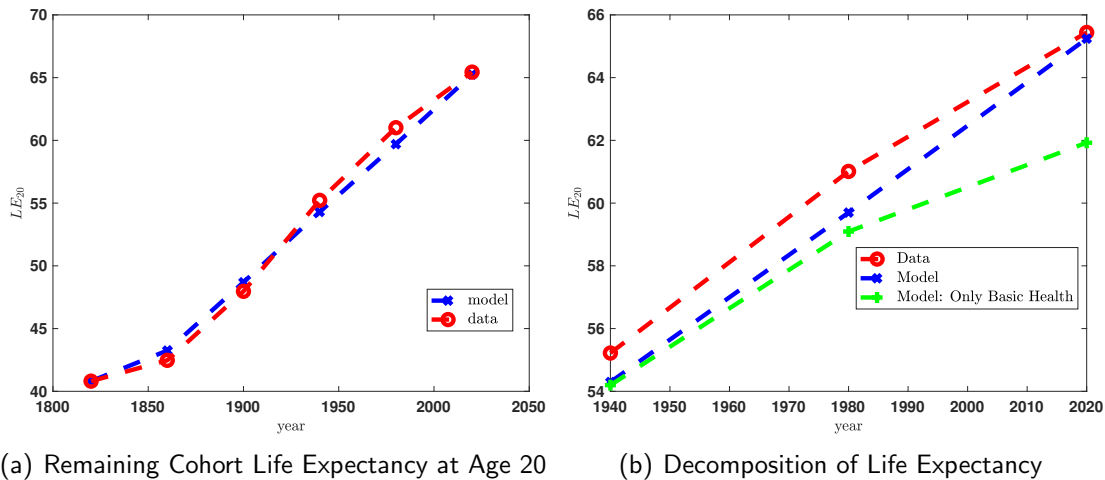 70
65
60
55
50
45
40
1800
1850
1900
1950
2000
2050
LE20
year
model
data
(a) Remaining Cohort Life Expectancy at Age 20
66
64
62
60
58
56
54
1940
1950
1960
1970
1980
1990
2000
2010
2020
LE20
year
Data
Model
Model: Only Basic Health
(b) Decomposition of Life Expectancy